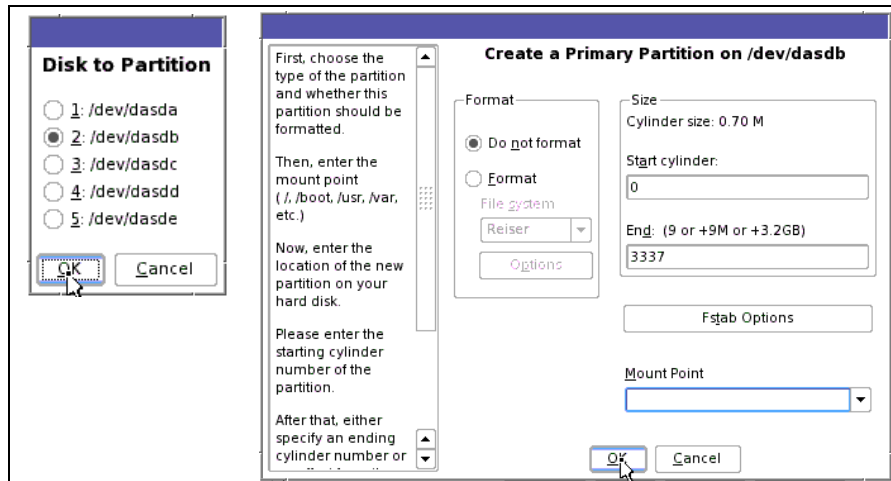 Disk to Partition
1: /dev/dasda
2: /dev/dasdb
3: /dev/dasdc
4: /dev/dasdd
5: /dev/dasde
OK
Cancel
First, choose the
type of the partition
and whether this
partition should be
formatted.
Then, enter the
mount point
( /, /boot, /usr, /var,
etc.)
Now, enter the
location of the new
partition on your
hard disk.
Please enter the
starting cylinder
number of the
partition.
After that, either
specify an ending
cylinder number or
Create a Primary Partition on /dev/dasdb
Format
Do not format
Format
File system
Reiser
Options
Size
Cylinder size: 0.70 M
Start cylinder:
0
End: (9 or +9M or +3.2GB)
3337
Fstab Options
Mount Point
OK
Cancel